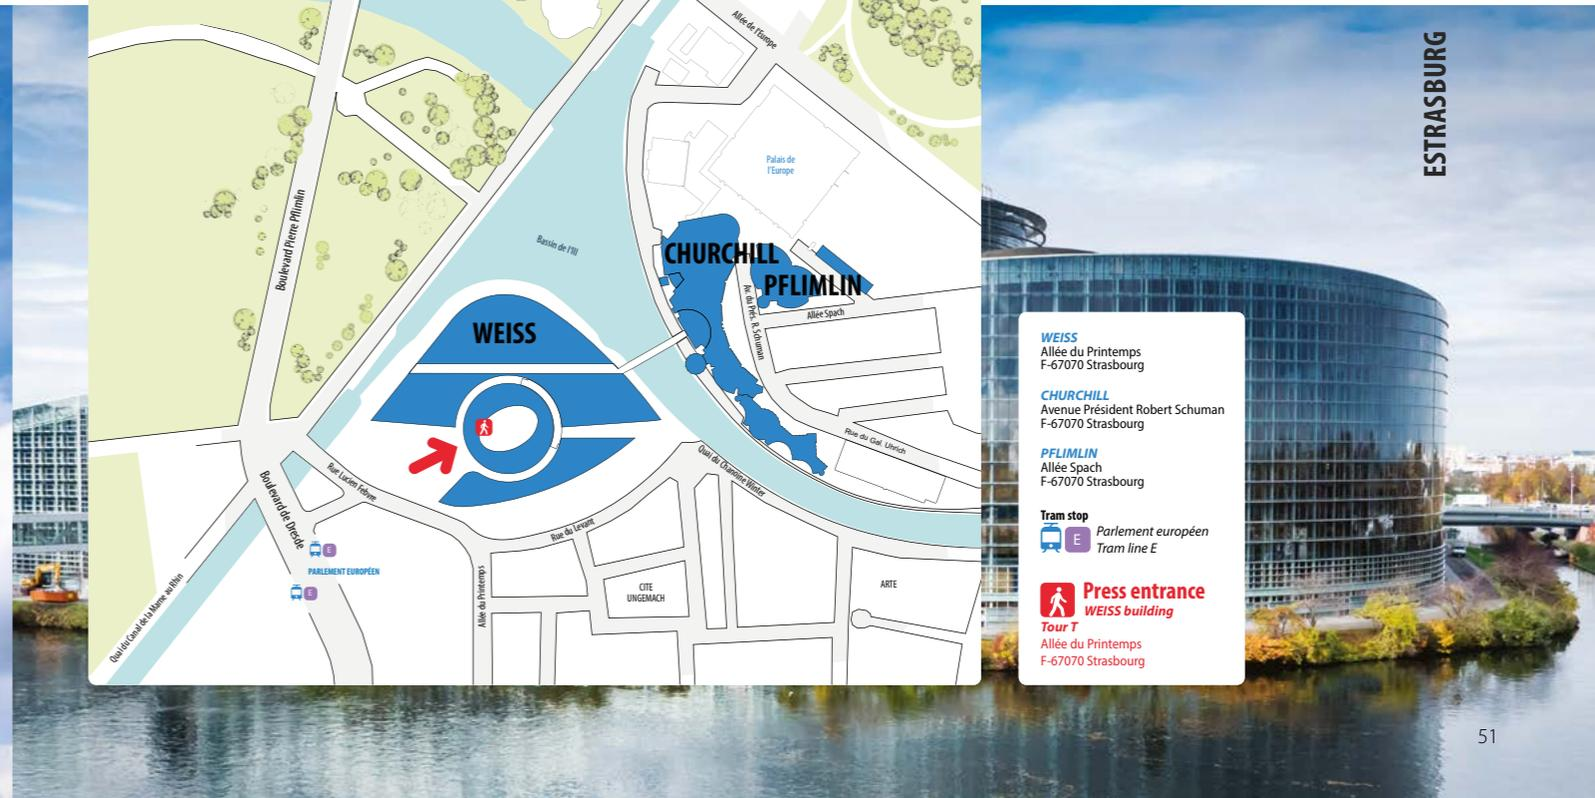 Allée de l'Europe
ESTRASBURG
Palais de
l'Europe
Boulevard Pierre Pflimlin
Bassin de l'Ill
CHURCHILL
PFLIMLIN
Av. du Prés. R. Schuman
Allée Spach
WEISS
Rue du Gal. Uhrich
Quai du Chanoine Winter
Rue Lucien Fèbvre
Boulevard de Dresde
Rue du Levant
E
PARLEMENT EUROPÉEN
E
Quai du Canal de la Marne au Rhin
Allée du Printemps
CITE
UNGEMACH
ARTE
WEISS
Allée du Printemps
F-67070 Strasbourg
CHURCHILL
Avenue Président Robert Schuman
F-67070 Strasbourg
PFLIMLIN
Allée Spach
F-67070 Strasbourg
Tram stop
E
Parlement européen
Tram line E
Press entrance
WEISS building
Tour T
Allée du Printemps
F-67070 Strasbourg
51